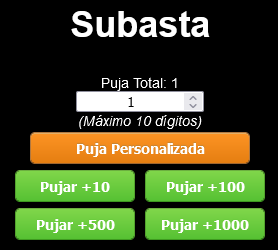 Subasta
Puja Total: 1
1
(Máximo 10 dígitos)
Puja Personalizada
Pujar +10
Pujar +100
Pujar +500
Pujar +1000